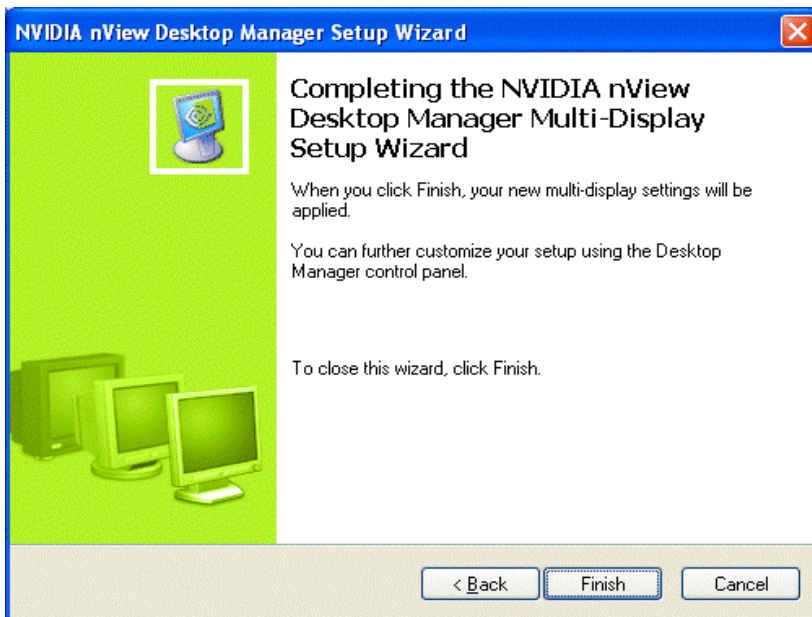 NVIDIA nView Desktop Manager Setup Wizard
Completing the NVIDIA nView
Desktop Manager Multi-Display
Setup Wizard
When you click Finish, your new multi-display settings will be
applied.
You can further customize your setup using the Desktop
Manager control panel.
To close this wizard, click Finish.
< Back
Finish
Cancel